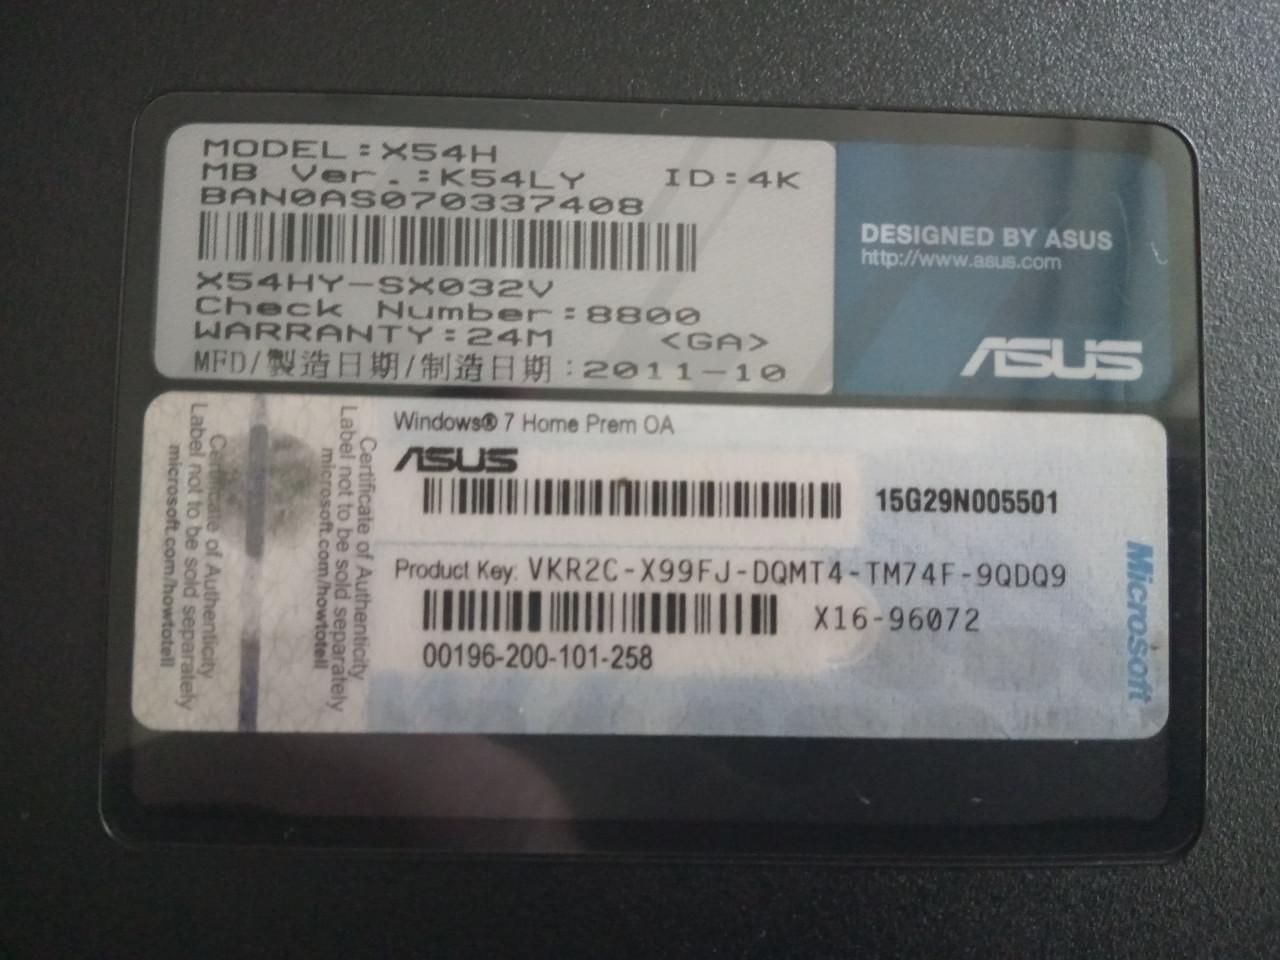 MODEL:X54H
MB Ver.:K54LY ID:4K
BAN0AS070337408
X54HY-SX032V
Check Number:8800
WARRANTY:24M <GA>
MFD/製造日期/制造日期:2011-10
DESIGNED BY ASUS
http://www.asus.com
ASUS
Certificate of Authenticity
Label not to be sold separately
microsoft.com/howtotell
Certificate of Authenticity
Label not to be sold separately
microsoft.com/howtotell
Windows® 7 Home Prem OA
ASUS
15G29N005501
Product Key: VKR2C-X99FJ-DQMT4-TM74F-9QDQ9
X16-96072
00196-200-101-258
Microsoft